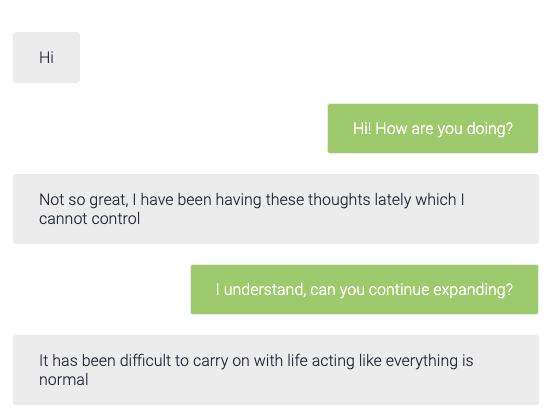 Hi
Hi! How are you doing?
Not so great, I have been having these thoughts lately which I
cannot control
I understand, can you continue expanding?
It has been difficult to carry on with life acting like everything is
normal